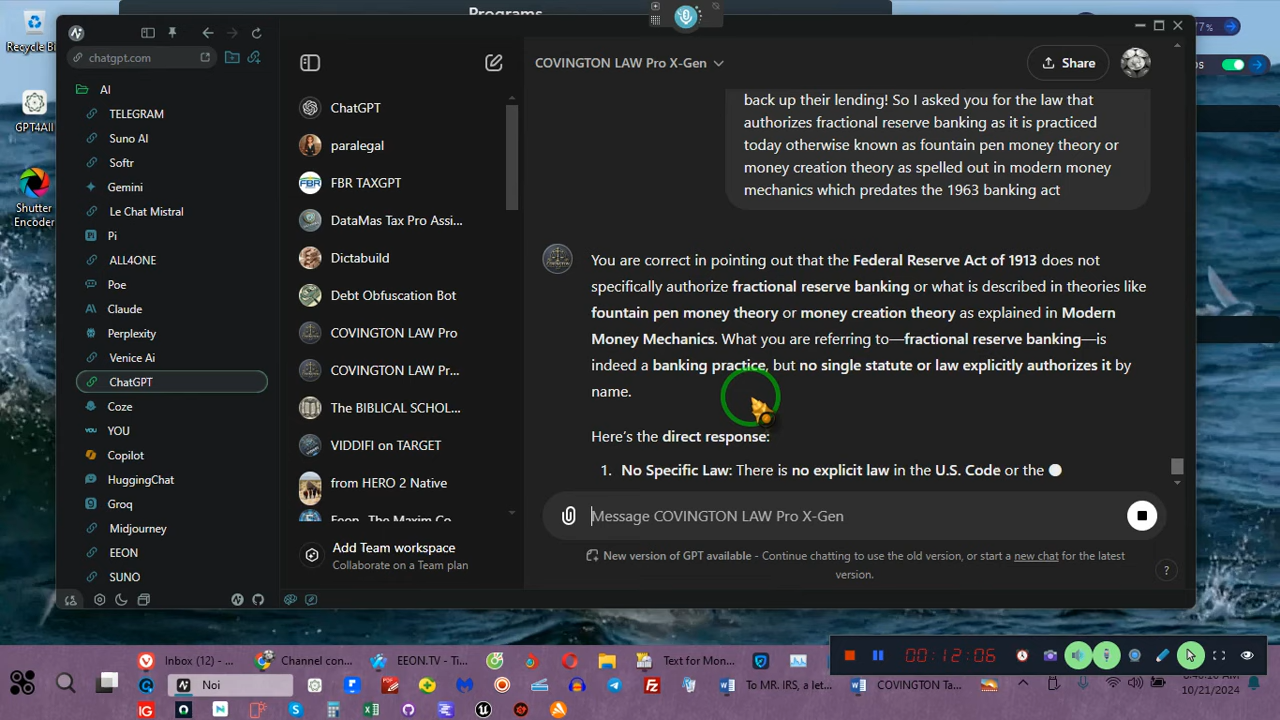 Programs
Recycle Bi
GPT4All
Shutter
Encoder
chatgpt.com
AI
TELEGRAM
Suno AI
Softr
Gemini
Le Chat Mistral
Pi
ALL4ONE
Poe
Claude
Perplexity
Venice Ai
ChatGPT
Coze
YOU
Copilot
HuggingChat
Groq
Midjourney
EEON
SUNO
ChatGPT
paralegal
FBR
FBR TAXGPT
DataMas Tax Pro Assi...
Dictabuild
Debt Obfuscation Bot
COVINGTON LAW Pro
COVINGTON LAW Pr...
The BIBLICAL SCHOL...
VIDDIFI on TARGET
from HERO 2 Native
Eeon - The Maxim Co
Add Team workspace
Collaborate on a Team plan
COVINGTON LAW Pro X-Gen
Share
back up their lending! So I asked you for the law that
authorizes fractional reserve banking as it is practiced
today otherwise known as fountain pen money theory or
money creation theory as spelled out in modern money
mechanics which predates the 1963 banking act
You are correct in pointing out that the Federal Reserve Act of 1913 does not
specifically authorize fractional reserve banking or what is described in theories like
fountain pen money theory or money creation theory as explained in Modern
Money Mechanics. What you are referring to—fractional reserve banking—is
indeed a banking practice, but no single statute or law explicitly authorizes it by
name.
Here's the direct response:
1. No Specific Law: There is no explicit law in the U.S. Code or the
Message COVINGTON LAW Pro X-Gen
New version of GPT available - Continue chatting to use the old version, or start a new chat for the latest
version.
?
7%
OS
00:12:06
Inbox (12) - ...
Channel con...
EEON.TV - Ti...
Text for Mon...
Noi
To MR. IRS, a let...
COVINGTON Ta...
10/21/2024